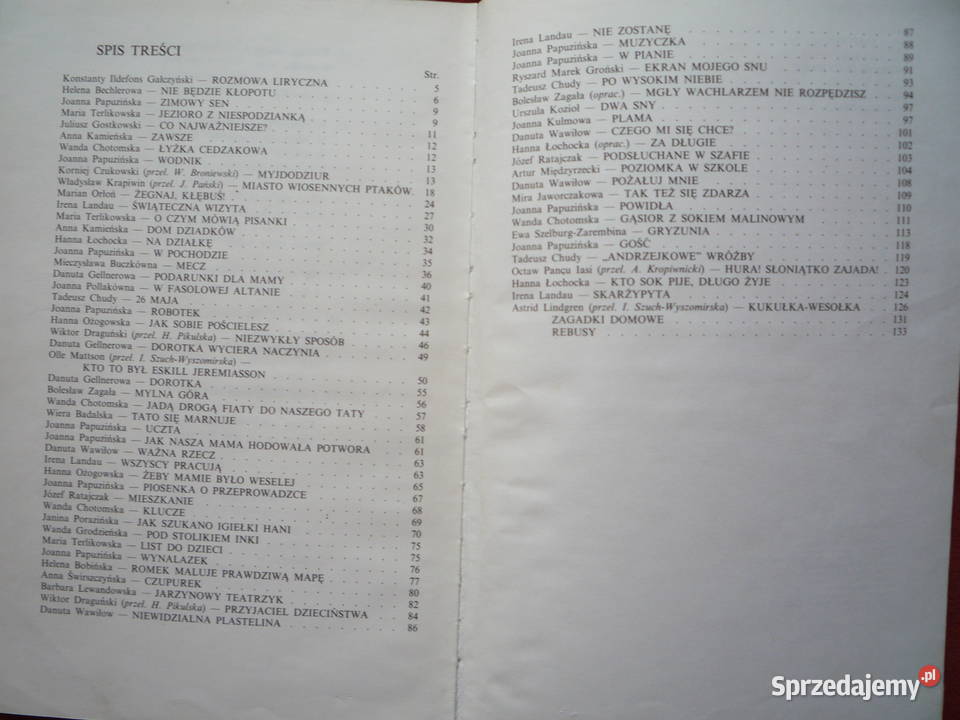 SPIS TREŚCI
Str.
Konstanty Ildefons Gałczyński — ROZMOWA LIRYCZNA 5
Helena Bechlerowa — NIE BĘDZIE KŁOPOTU 6
Joanna Papuzińska — ZIMOWY SEN 9
Maria Terlikowska — JEZIORO Z NIESPODZIANKĄ 9
Juliusz Gostkowski — CO NAJWAŻNIEJSZE? 11
Anna Kamieńska — ZAWSZE 12
Wanda Chotomska — ŁYŻKA CEDZAKOWA 12
Joanna Papuzińska — WODNIK 13
Korniej Czukowski (przeł. W. Broniewski) — MYJDODZIUR 13
Władysław Krapiwin (przeł. J. Pański) — MIASTO WIOSENNYCH PTAKÓW 18
Marian Orłoń — ŻEGNAJ, KŁĘBUŚ! 24
Irena Landau — ŚWIĄTECZNA WIZYTA 27
Maria Terlikowska — O CZYM MÓWIĄ PISANKI 30
Anna Kamieńska — DOM DZIADKÓW 32
Hanna Łochocka — NA DZIAŁKĘ 34
Joanna Papuzińska — W POCHODZIE 35
Mieczysława Buczkówna — MECZ 36
Danuta Gellnerowa — PODARUNKI DLA MAMY 40
Joanna Pollakówna — W FASOLOWEJ ALTANIE 41
Tadeusz Chudy — 26 MAJA 42
Joanna Papuzińska — ROBOTEK 43
Hanna Ożogowska — JAK SOBIE POŚCIELESZ 44
Wiktor Draguński (przeł. H. Pikulska) — NIEZWYKŁY SPOSÓB 46
Danuta Gellnerowa — DOROTKA WYCIERA NACZYNIA 49
Olle Mattson (przeł. I. Szuch-Wyszomirska) —
KTO TO BYŁ ESKILL JEREMIASSON 50
Danuta Gellnerowa — DOROTKA 55
Bolesław Zagała — MYLNA GÓRA 56
Wanda Chotomska — JADĄ DROGĄ FIATY DO NASZEGO TATY 57
Wiera Badalska — TATO SIĘ MARNUJE 58
Joanna Papuzińska — UCZTA 61
Joanna Papuzińska — JAK NASZA MAMA HODOWAŁA POTWORA 61
Danuta Wawiłow — WAŻNA RZECZ 63
Irena Landau — WSZYSCY PRACUJĄ 63
Hanna Ożogowska — ŻEBY MAMIE BYŁO WESELEJ 65
Joanna Papuzińska — PIOSENKA O PRZEPROWADZCE 67
Józef Ratajczak — MIESZKANIE 68
Wanda Chotomska — KLUCZE 69
Janina Porazińska — JAK SZUKANO IGIEŁKI HANI 70
Wanda Grodzieńska — POD STOLIKIEM INKI 75
Maria Terlikowska — LIST DO DZIECI 75
Joanna Papuzińska — WYNALAZEK 76
Helena Bobińska — ROMEK MALUJE PRAWDZIWĄ MAPĘ 77
Anna Świrszczyńska — CZUPUREK 80
Barbara Lewandowska — JARZYNOWY TEATRZYK 82
Wiktor Draguński (przeł. H. Pikulska) — PRZYJACIEL DZIECIŃSTWA 84
Danuta Wawiłow — NIEWIDZIALNA PLASTELINA 86
Irena Landau — NIE ZOSTANĘ 87
Joanna Papuzińska — MUZYCZKA 88
Joanna Papuzińska — W PIANIE 89
Ryszard Marek Groński — EKRAN MOJEGO SNU 91
Tadeusz Chudy — PO WYSOKIM NIEBIE 93
Bolesław Zagała (oprac.) — MGŁY WACHLARZEM NIE ROZPĘDZISZ 94
Urszula Kozioł — DWA SNY 97
Joanna Kulmowa — PLAMA 97
Danuta Wawiłow — CZEGO MI SIĘ CHCE? 101
Hanna Łochocka (oprac.) — ZA DŁUGIE 102
Józef Ratajczak — PODSŁUCHANE W SZAFIE 103
Artur Międzyrzecki — POZIOMKA W SZKOLE 104
Danuta Wawiłow — POŻAŁUJ MNIE 108
Mira Jaworczakowa — TAK TEŻ SIĘ ZDARZA 109
Joanna Papuzińska — POWIDŁA 110
Wanda Chotomska — GĄSIOR Z SOKIEM MALINOWYM 111
Ewa Szelburg-Zarembina — GRYZUNIA 113
Joanna Papuzińska — GOŚĆ 118
Tadeusz Chudy — „ANDRZEJKOWE” WRÓŻBY 119
Octaw Pançu Iasi (przeł. A. Kropiwnicki) — HURA! SŁONIĄTKO ZAJADA! 120
Hanna Łochocka — KTO SOK PIJE, DŁUGO ŻYJE 123
Irena Landau — SKARŻYPYTA 124
Astrid Lindgren (przeł. I. Szuch-Wyszomirska) — KUKUŁKA-WESOŁKA 126
ZAGADKI DOMOWE 131
REBUSY 133
Sprzedajemy.pl